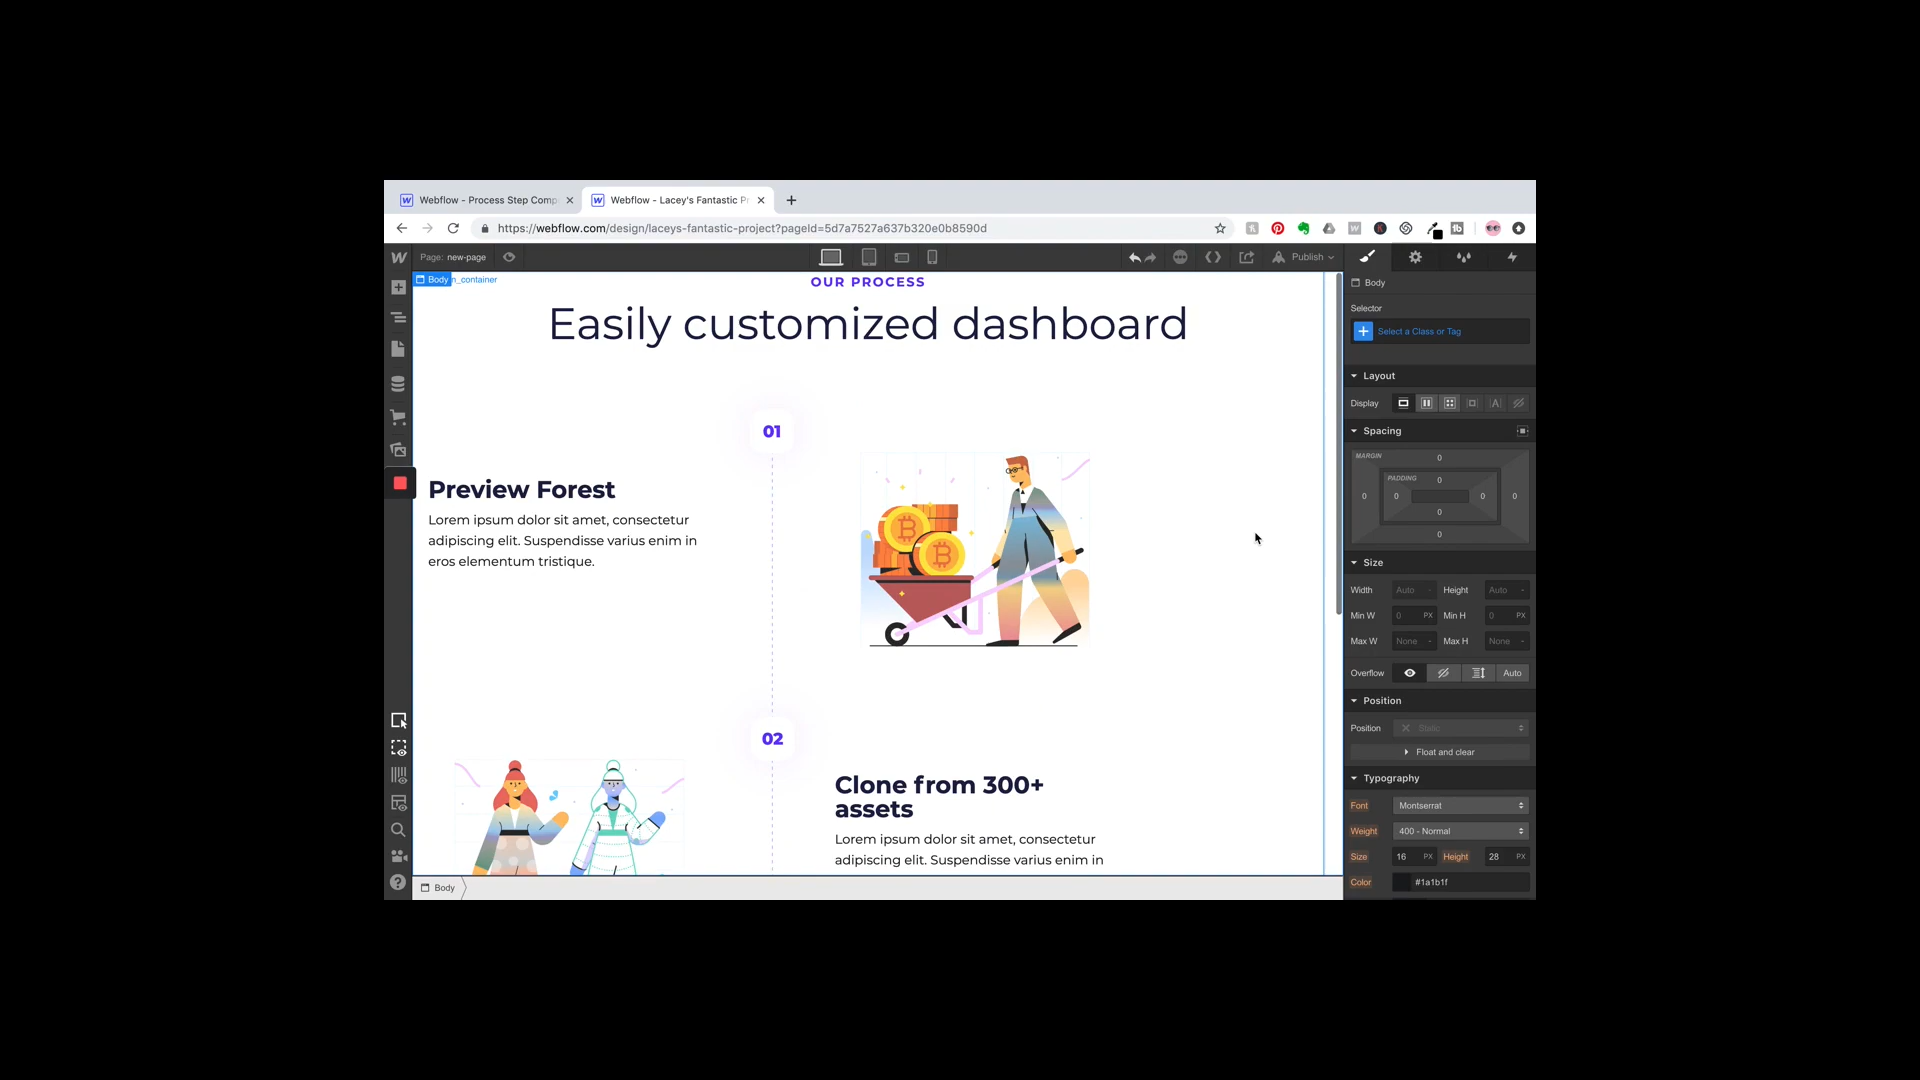 Webflow - Process Step Comp
Webflow - Lacey's Fantastic Pr
https://webflow.com/design/laceys-fantastic-project?pageId=5d7a7527a637b320e0b8590d
Page: new-page
Publish
Body
n_container
OUR PROCESS
Easily customized dashboard
01
Preview Forest
Lorem ipsum dolor sit amet, consectetur
adipiscing elit. Suspendisse varius enim in
eros elementum tristique.
02
Clone from 300+
assets
Lorem ipsum dolor sit amet, consectetur
adipiscing elit. Suspendisse varius enim in
Body
Body
Selector
Select a Class or Tag
Layout
Display
Spacing
MARGIN
0
PADDING
0
0 0 0 0
0
0
Size
Width Auto - Height Auto -
Min W 0 PX Min H 0 PX
Max W None - Max H None -
Overflow Auto
Position
Position Static
Float and clear
Typography
Font Montserrat
Weight 400 - Normal
Size 16 PX Height 28 PX
Color #1a1b1f